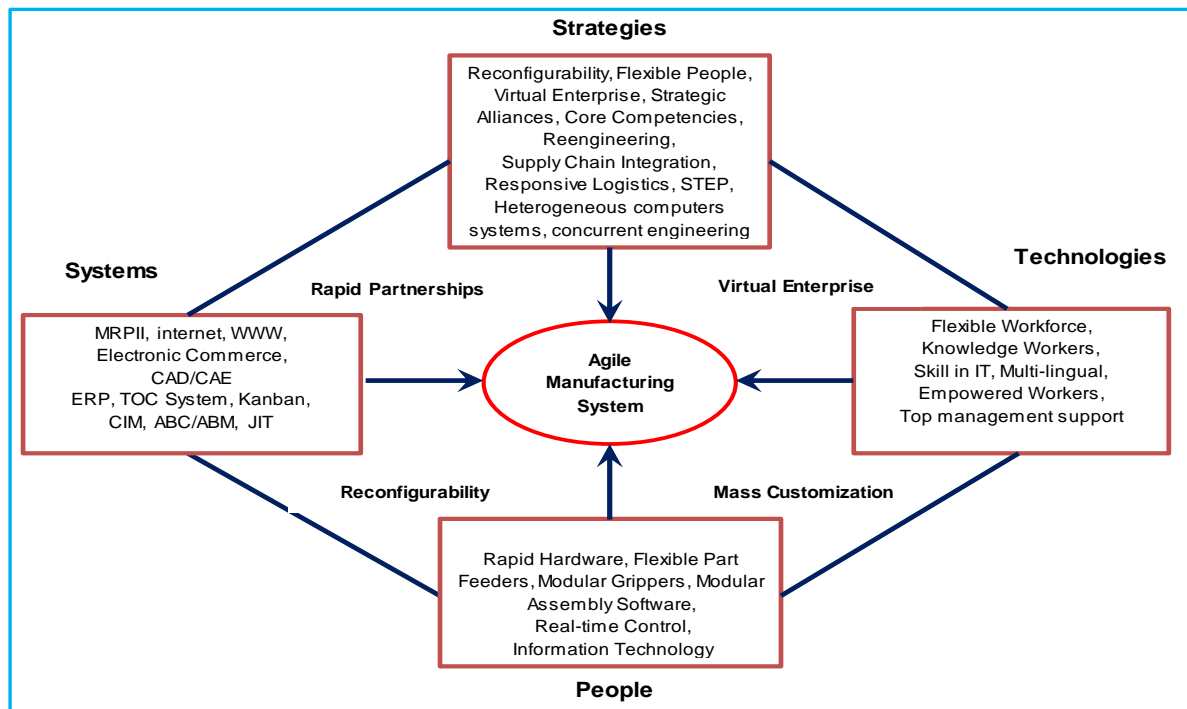 Strategies
Reconfigurability, Flexible People,
Virtual Enterprise, Strategic
Alliances, Core Competencies,
Reengineering,
Supply Chain Integration,
Responsive Logistics, STEP,
Heterogeneous computers
systems, concurrent engineering
Systems
Technologies
Rapid Partnerships
Virtual Enterprise
MRPII, internet, WWW,
Electronic Commerce,
CAD/CAE
ERP, TOC System, Kanban,
CIM, ABC/ABM, JIT
Agile
Manufacturing
System
Flexible Workforce,
Knowledge Workers,
Skill in IT, Multi-lingual,
Empowered Workers,
Top management support
Reconfigurability
Mass Customization
Rapid Hardware, Flexible Part
Feeders, Modular Grippers, Modular
Assembly Software,
Real-time Control,
Information Technology
People